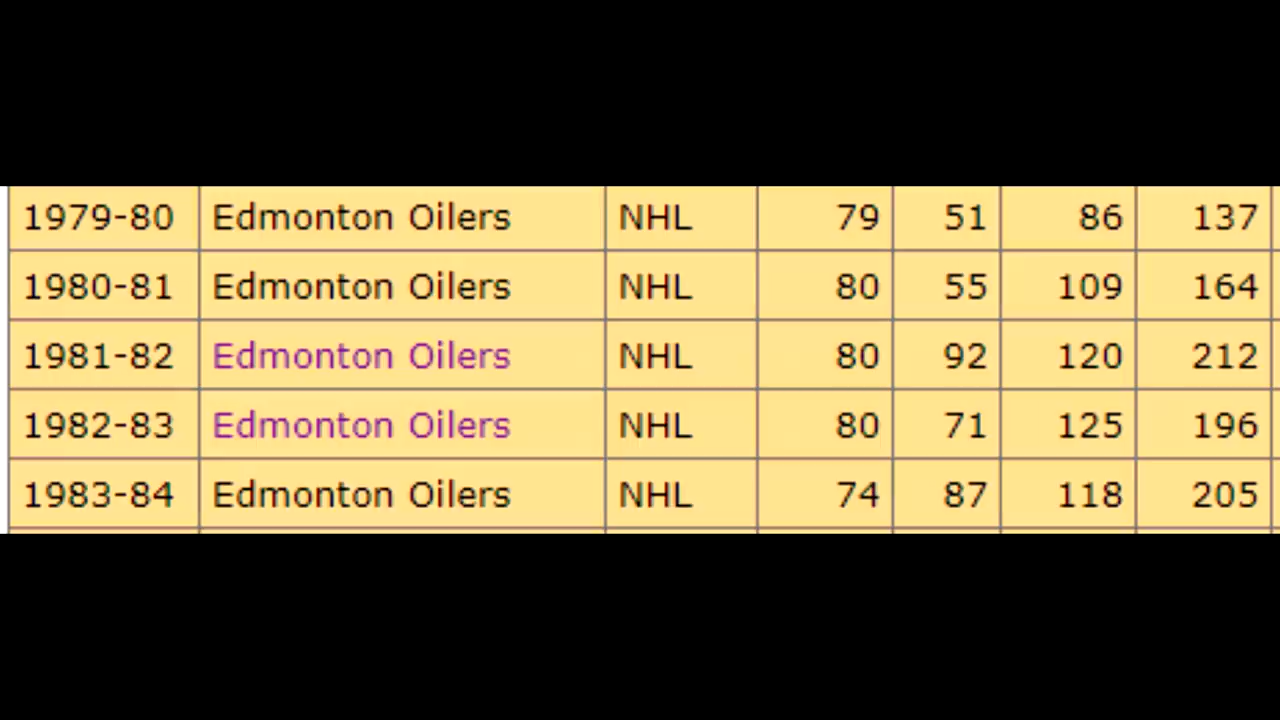 1979-80 Edmonton Oilers NHL 79 51 86 137
1980-81 Edmonton Oilers NHL 80 55 109 164
1981-82 Edmonton Oilers NHL 80 92 120 212
1982-83 Edmonton Oilers NHL 80 71 125 196
1983-84 Edmonton Oilers NHL 74 87 118 205